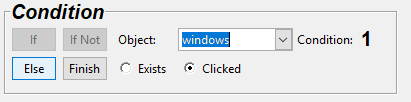 Condition
If If Not Object: windows Condition: 1
Else Finish Exists Clicked